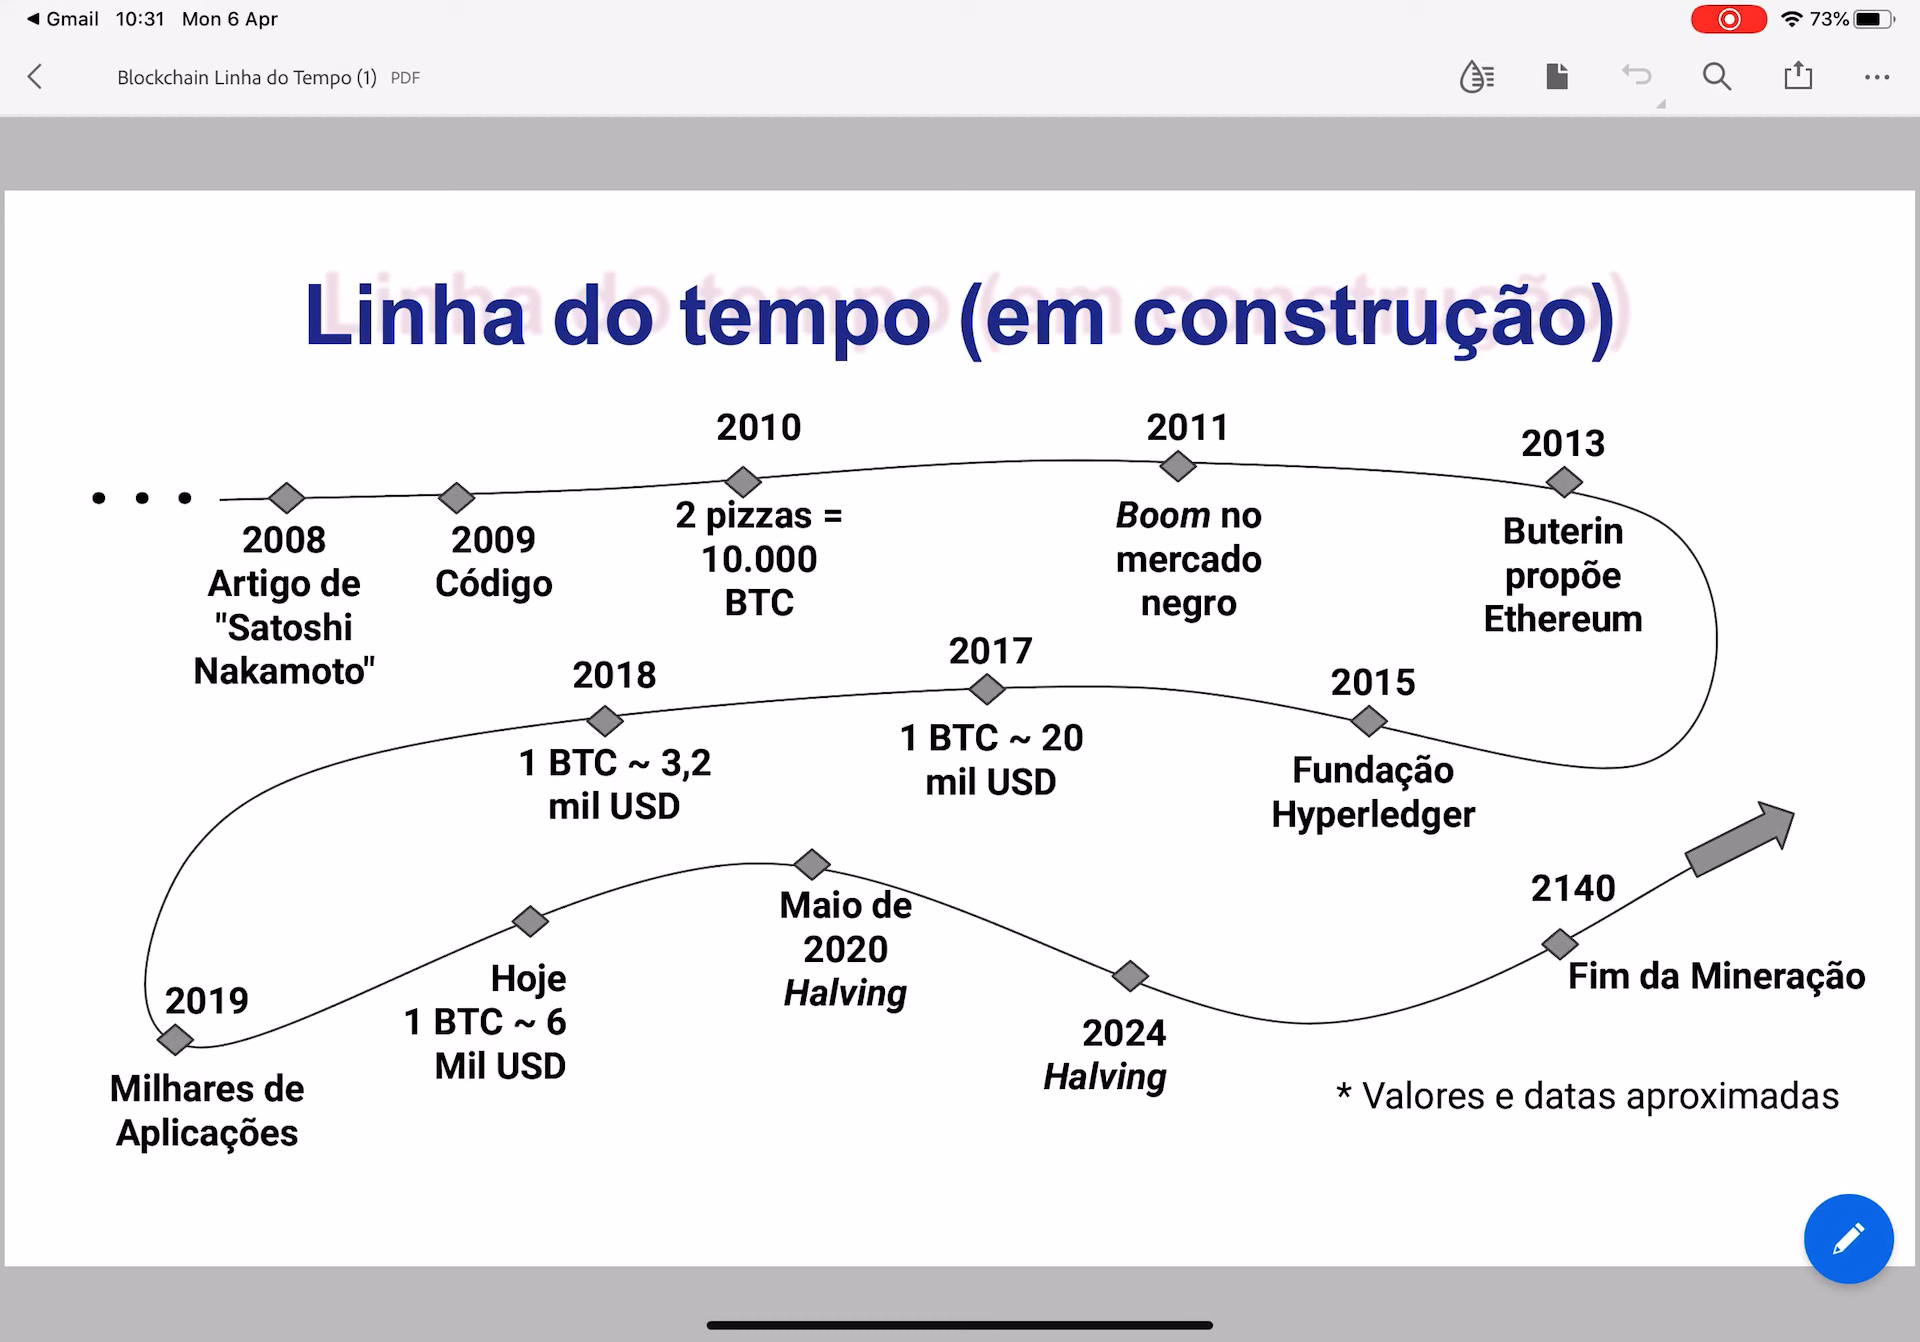 ◀ Gmail 10:31 Mon 6 Apr
73%
Blockchain Linha do Tempo (1) PDF
Linha do tempo (em construção)
2008
Artigo de
"Satoshi
Nakamoto"
2009
Código
2010
2 pizzas =
10.000
BTC
2011
Boom no
mercado
negro
2013
Buterin
propõe
Ethereum
2015
Fundação
Hyperledger
2017
1 BTC ~ 20
mil USD
2018
1 BTC ~ 3,2
mil USD
2019
Milhares de
Aplicações
Hoje
1 BTC ~ 6
Mil USD
Maio de
2020
Halving
2024
Halving
2140
Fim da Mineração
* Valores e datas aproximadas